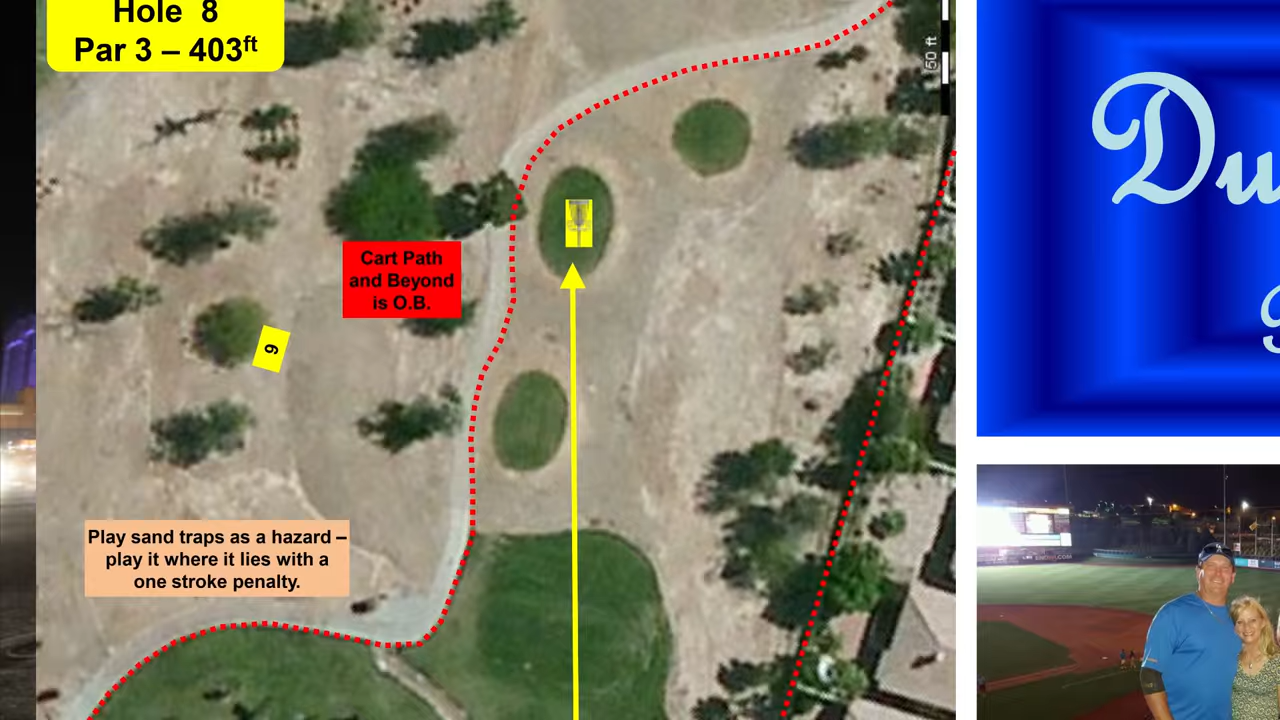 Hole 8
Par 3 – 403ft
50 ft
Cart Path
and Beyond
is O.B.
9
Play sand traps as a hazard –
play it where it lies with a
one stroke penalty.
Du